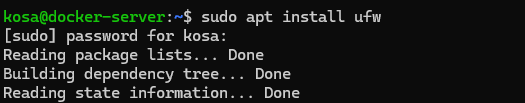 kosa@docker-server:~$ sudo apt install ufw
[sudo] password for kosa:
Reading package lists... Done
Building dependency tree... Done
Reading state information... Done